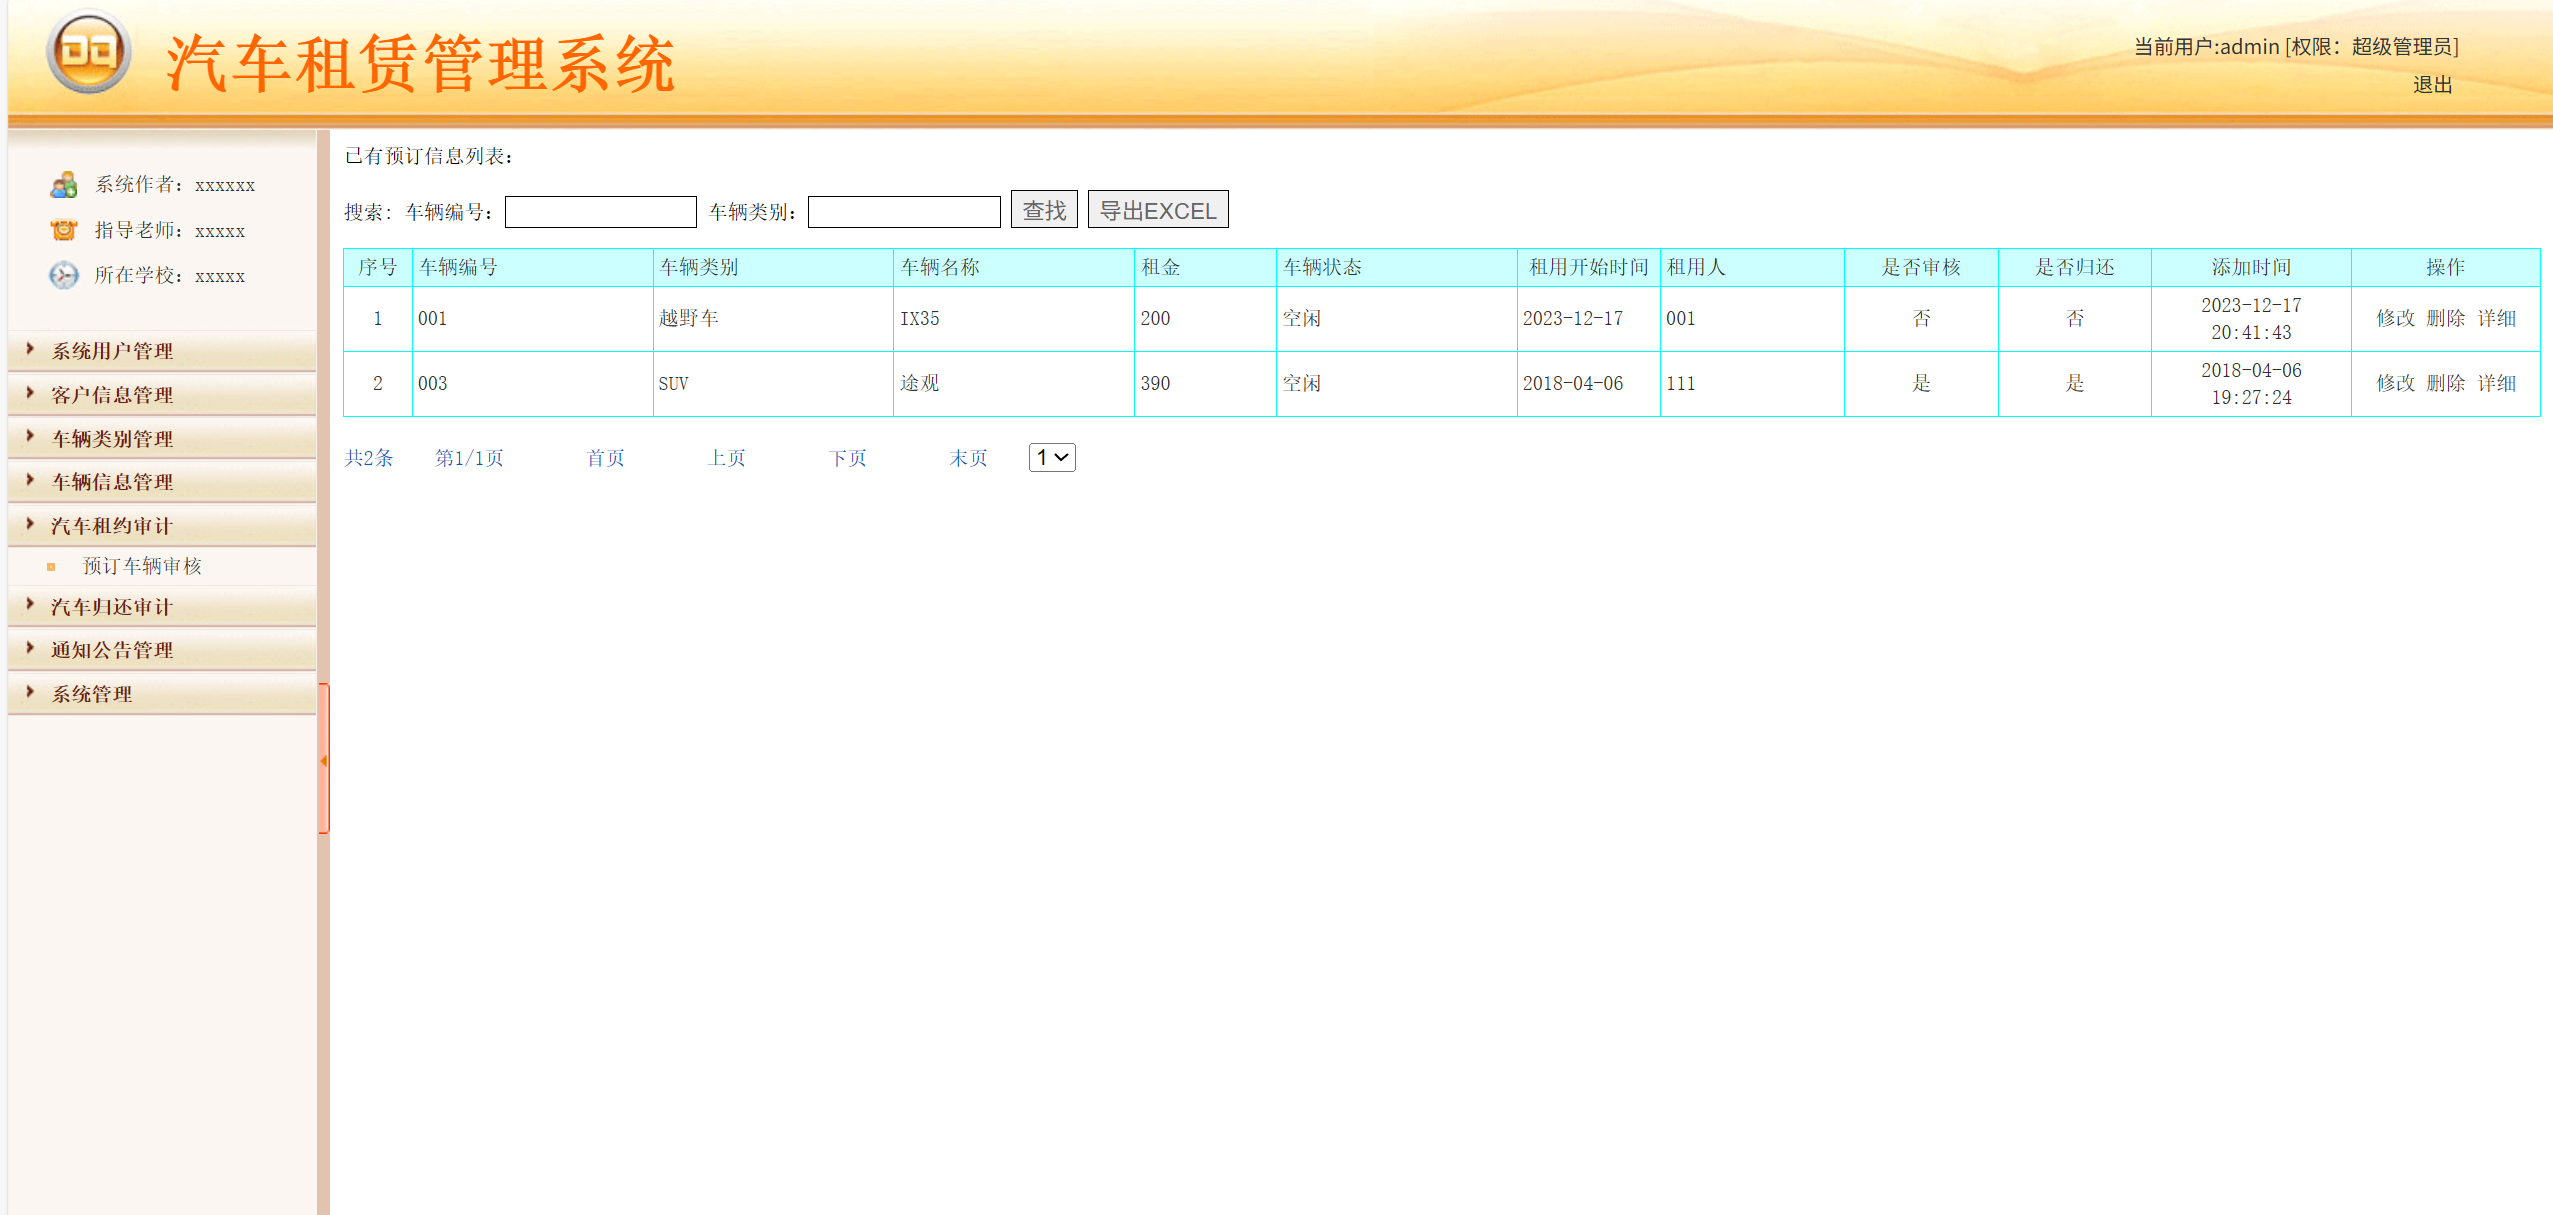 汽车租赁管理系统
当前用户:admin [权限：超级管理员]
退出
系统作者：xxxxxx
指导老师：xxxxx
所在学校：xxxxx
系统用户管理
客户信息管理
车辆类别管理
车辆信息管理
汽车租约审计
预订车辆审核
汽车归还审计
通知公告管理
系统管理
已有预订信息列表：
搜索: 车辆编号： 车辆类别： 查找 导出EXCEL
序号 车辆编号 车辆类别 车辆名称 租金 车辆状态 租用开始时间 租用人 是否审核 是否归还 添加时间 操作
1 001 越野车 IX35 200 空闲 2023-12-17 001 否 否 2023-12-17 20:41:43 修改 删除 详细
2 003 SUV 途观 390 空闲 2018-04-06 111 是 是 2018-04-06 19:27:24 修改 删除 详细
共2条 第1/1页 首页 上页 下页 末页 1